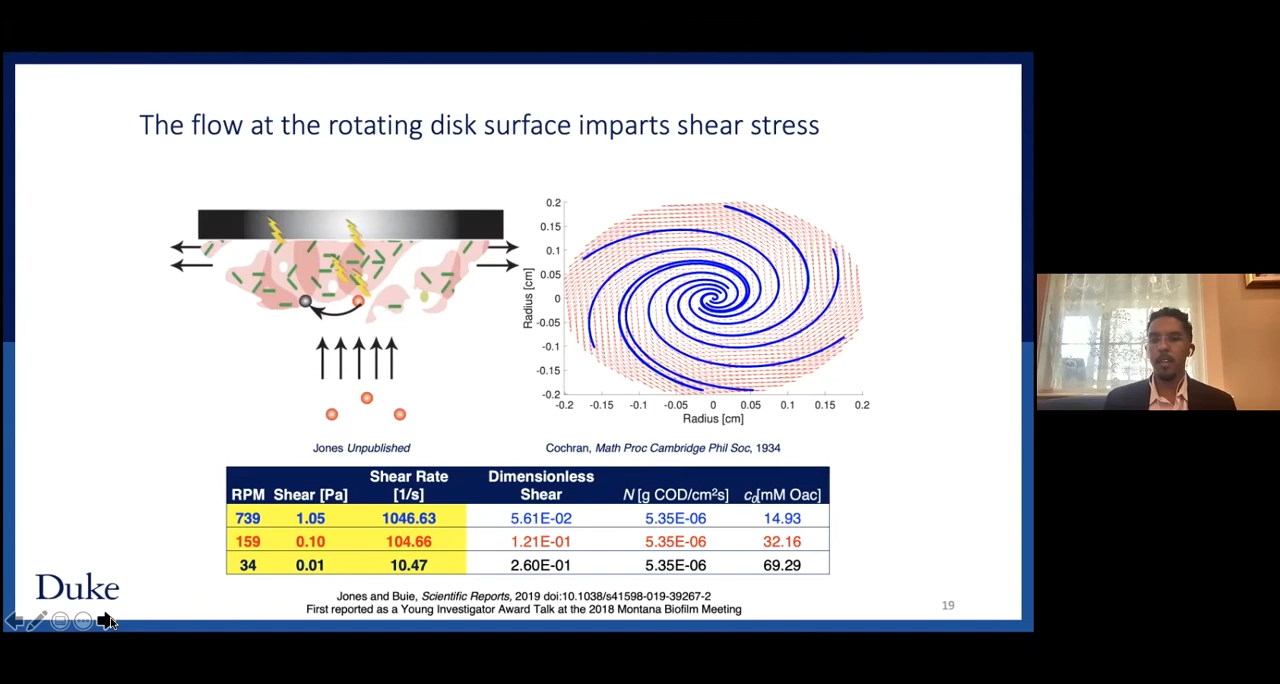 The flow at the rotating disk surface imparts shear stress
Jones Unpublished
0.2
0.15
0.1
0.05
0
-0.05
-0.1
-0.15
-0.2
Radius [cm]
-0.2 -0.15 -0.1 -0.05 0 0.05 0.1 0.15 0.2
Radius [cm]
Cochran, Math Proc Cambridge Phil Soc, 1934
RPM Shear [Pa] Shear Rate [1/s] Dimensionless Shear N [g COD/cm²s] c₀[mM Oac]
739 1.05 1046.63 5.61E-02 5.35E-06 14.93
159 0.10 104.66 1.21E-01 5.35E-06 32.16
34 0.01 10.47 2.60E-01 5.35E-06 69.29
Duke
Jones and Buie, Scientific Reports, 2019 doi:10.1038/s41598-019-39267-2
First reported as a Young Investigator Award Talk at the 2018 Montana Biofilm Meeting
19